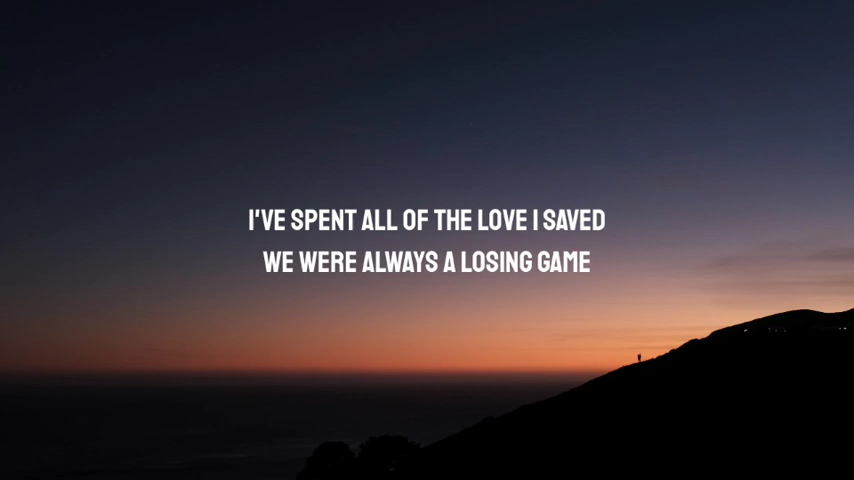 I'VE SPENT ALL OF THE LOVE I SAVED
WE WERE ALWAYS A LOSING GAME